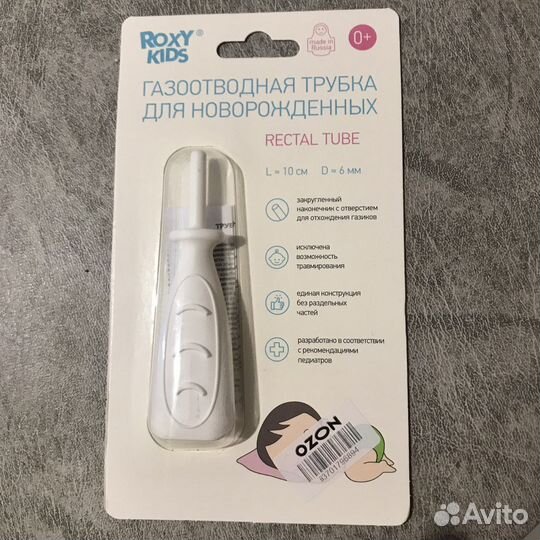 ROXY®
KIDS
made in
Russia
0+
ГАЗООТВОДНАЯ ТРУБКА
ДЛЯ НОВОРОЖДЕННЫХ
RECTAL TUBE
L = 10 см D = 6 мм
закругленный
наконечник с отверстием
для отхождения газиков
исключена
возможность
травмирования
единая конструкция
без раздельных
частей
разработано в соответствии
с рекомендациями
педиатров
OZON
Avito